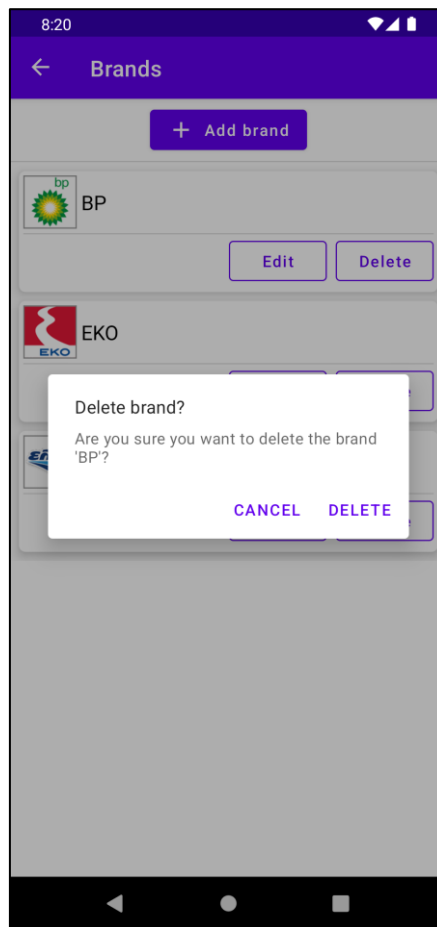 8:20
Brands
+ Add brand
bp
BP
Edit
Delete
EKO
EKO
Delete brand?
Are you sure you want to delete the brand
'BP'?
CANCEL
DELETE